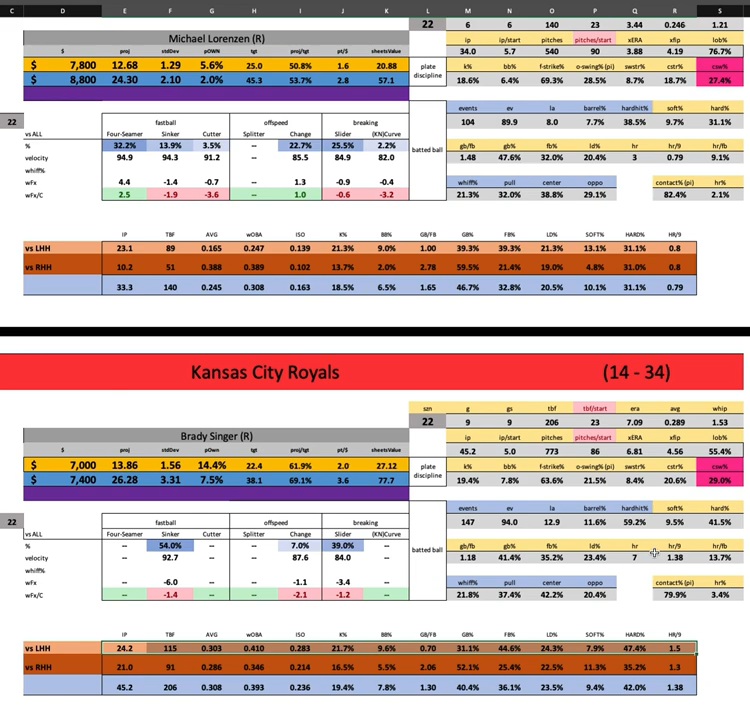 C D E F G H I J K L M N O P Q R S
22 6 6 140 23 3.44 0.246 1.21
Michael Lorenzen (R) ip ip/start pitches pitches/start xERA xfip lob%
34.0 5.7 540 90 3.88 4.19 76.7%
$ proj stdDev pOWN tgt proj/tgt pt/$ sheetsValue
$ 7,800 12.68 1.29 5.6% 25.0 50.8% 1.6 20.88 plate discipline k% bb% f-strike% o-swing% (pi) swstr% cstr% csw%
$ 8,800 24.30 2.10 2.0% 45.3 53.7% 2.8 57.1 18.6% 6.4% 69.3% 28.5% 8.7% 18.7% 27.4%
events ev la barrel% hardhit% soft% hard%
22 fastball offspeed breaking 104 89.9 8.0 7.7% 38.5% 9.7% 31.1%
vs ALL Four-Seamer Sinker Cutter Splitter Change Slider (KN)Curve
% 32.2% 13.9% 3.5% -- 22.7% 25.5% 2.2% batted ball gb/fb gb% fb% ld% hr hr/9 hr/fb
velocity 94.9 94.3 91.2 85.5 84.9 82.0 1.48 47.6% 32.0% 20.4% 3 0.79 9.1%
whiff%
wFx 4.4 -1.4 -0.7 1.3 -0.9 -0.4 whiff% pull center oppo contact% (pi) hr%
wFx/C 2.5 -1.9 -3.6 -- 1.0 -0.6 -3.2 21.3% 32.0% 38.8% 29.1% 82.4% 2.1%
IP TBF AVG wOBA ISO K% BB% GB/FB GB% FB% LD% SOFT% HARD% HR/9
vs LHH 23.1 89 0.165 0.247 0.139 21.3% 9.0% 1.00 39.3% 39.3% 21.3% 13.1% 31.1% 0.8
vs RHH 10.2 51 0.388 0.389 0.102 13.7% 2.0% 2.78 59.5% 21.4% 19.0% 4.8% 31.0% 0.8
33.3 140 0.245 0.308 0.163 18.5% 6.5% 1.65 46.7% 32.8% 20.5% 10.1% 31.1% 0.79
Kansas City Royals (14 - 34)
szn g gs tbf tbf/start era avg whip
22 9 9 206 23 7.09 0.289 1.53
Brady Singer (R) ip ip/start pitches pitches/start xERA xfip lob%
45.2 5.0 773 86 6.81 4.56 55.4%
$ proj stdDev pOwn tgt proj/tgt pt/$ sheetsValue
$ 7,000 13.86 1.56 14.4% 22.4 61.9% 2.0 27.12 plate discipline k% bb% f-strike% o-swing% (pi) swstr% cstr% csw%
$ 7,400 26.28 3.31 7.5% 38.1 69.1% 3.6 77.7 19.4% 7.8% 63.6% 21.5% 8.4% 20.6% 29.0%
events ev la barrel% hardhit% soft% hard%
22 fastball offspeed breaking 147 94.0 12.9 11.6% 59.2% 9.5% 41.5%
vs ALL Four-Seamer Sinker Cutter Splitter Change Slider (KN)Curve
% -- 54.0% -- -- 7.0% 39.0% -- batted ball gb/fb gb% fb% ld% hr hr/9 hr/fb
velocity -- 92.7 -- -- 87.6 84.0 -- 1.18 41.4% 35.2% 23.4% 7 1.38 13.7%
whiff%
wFx -- -6.0 -- -- -1.1 -3.4 -- whiff% pull center oppo contact% (pi) hr%
wFx/C -- -1.4 -- -- -2.1 -1.2 -- 21.8% 37.4% 42.2% 20.4% 79.9% 3.4%
IP TBF AVG wOBA ISO K% BB% GB/FB GB% FB% LD% SOFT% HARD% HR/9
vs LHH 24.2 115 0.303 0.410 0.283 21.7% 9.6% 0.70 31.1% 44.6% 24.3% 7.9% 47.4% 1.5
vs RHH 21.0 91 0.286 0.346 0.214 16.5% 5.5% 2.06 52.1% 25.4% 22.5% 11.3% 35.2% 1.3
45.2 206 0.308 0.393 0.236 19.4% 7.8% 1.30 40.4% 36.1% 23.5% 9.4% 42.0% 1.38